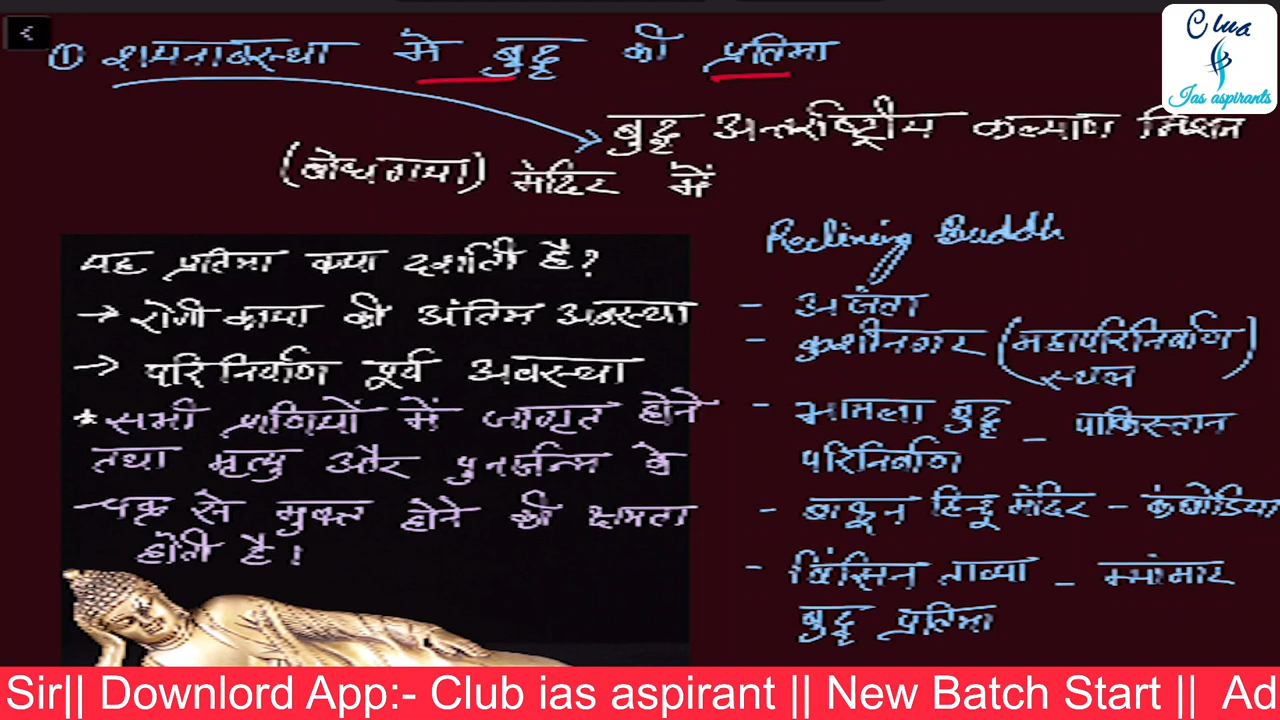 ① शयनावस्था में बुद्ध की प्रतिमा
Club
Ias aspirants
बुद्ध अन्तर्राष्ट्रीय कल्याण मिशन
(बोधगया) मंदिर में
यह प्रतिमा क्या दर्शाती है?
→ रोगी काया की अंतिम अवस्था
→ परिनिर्वाण पूर्व अवस्था
* सभी प्राणियों में जागृत होने
तथा मृत्यु और पुनर्जन्म के
चक्र से मुक्त होने की क्षमता
होती है।
Reclining Buddh
- अजंता
- कुशीनगर (महापरिनिर्वाण
स्थल)
- भामला बुद्ध - पाकिस्तान
परिनिर्वाण
- बाफून हिन्दू मंदिर - कंबोडिया
- विंसिन ताव्या - म्यांमार
बुद्ध प्रतिमा
Sir|| Downlord App:- Club ias aspirant || New Batch Start || Ad